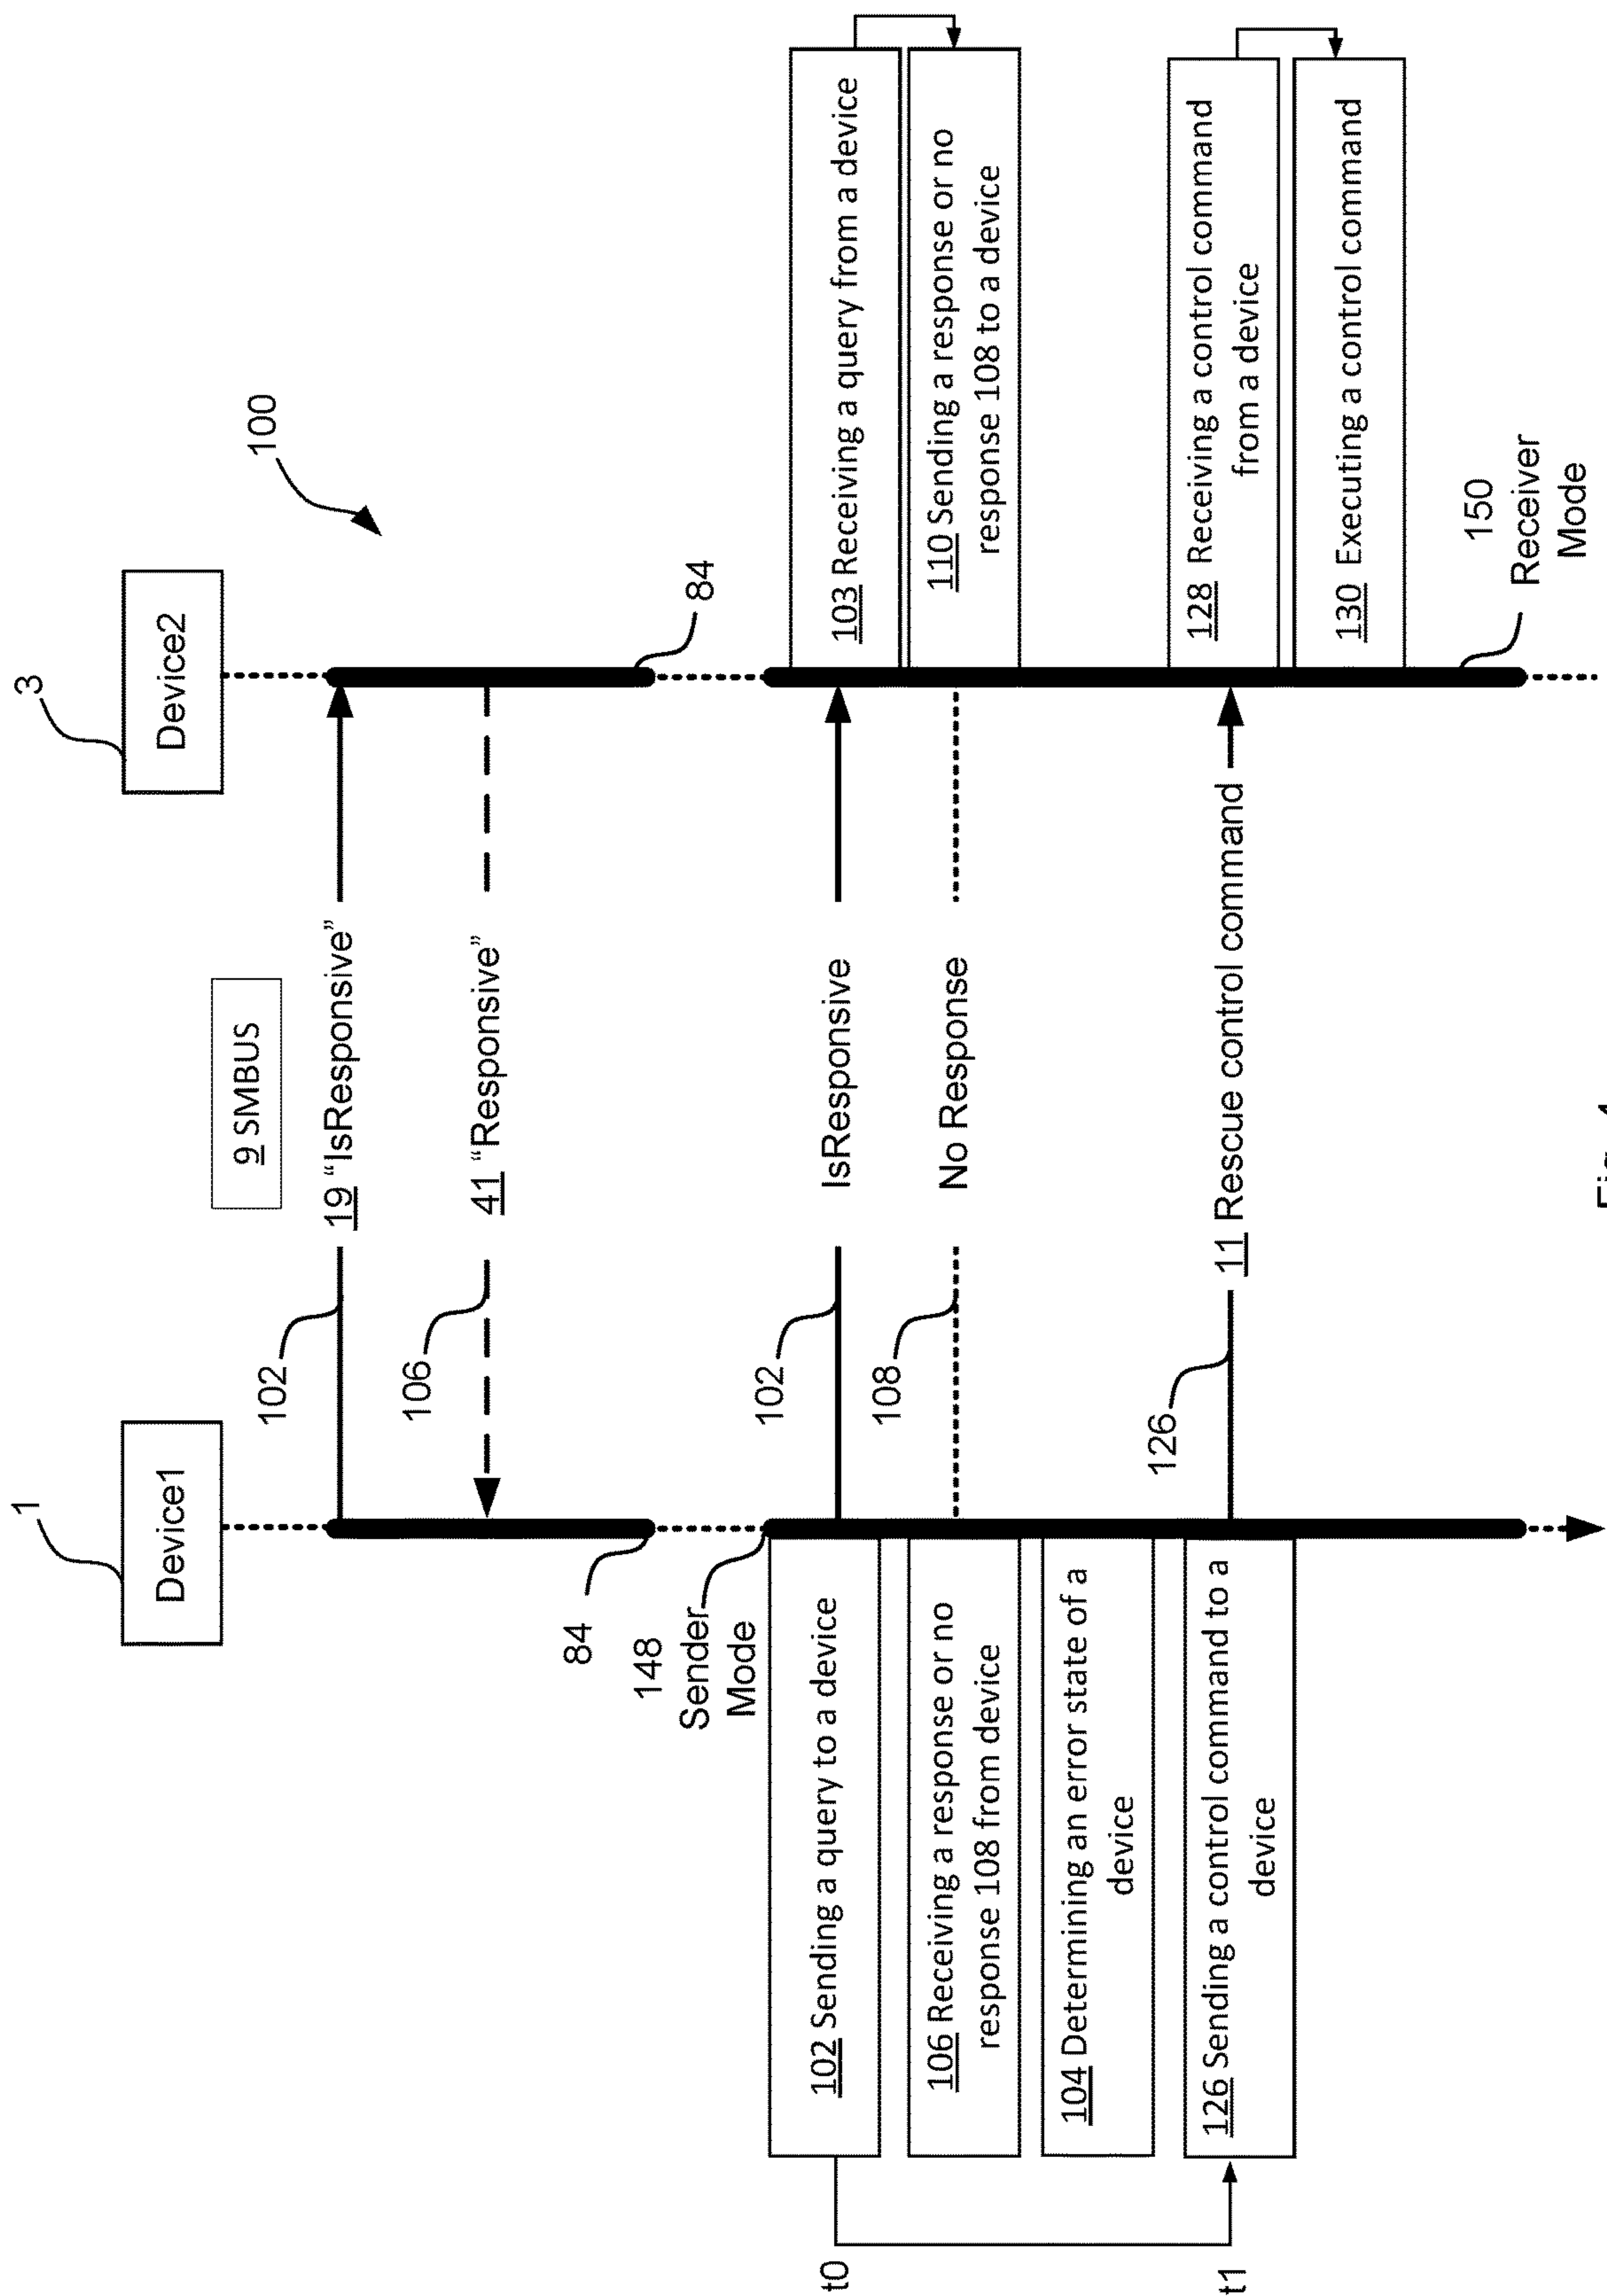 1
Device1
3
Device2
100
9 SMBUS
102
19 “IsResponsive”
106
41 “Responsive”
84
84
148
Sender
Mode
t0
102 Sending a query to a device
102
IsResponsive
103 Receiving a query from a device
106 Receiving a response or no
response 108 from device
108
No Response
110 Sending a response or no
response 108 to a device
104 Determining an error state of a
device
t1
126 Sending a control command to a
device
126
11 Rescue control command
128 Receiving a control command
from a device
130 Executing a control command
150
Receiver
Mode